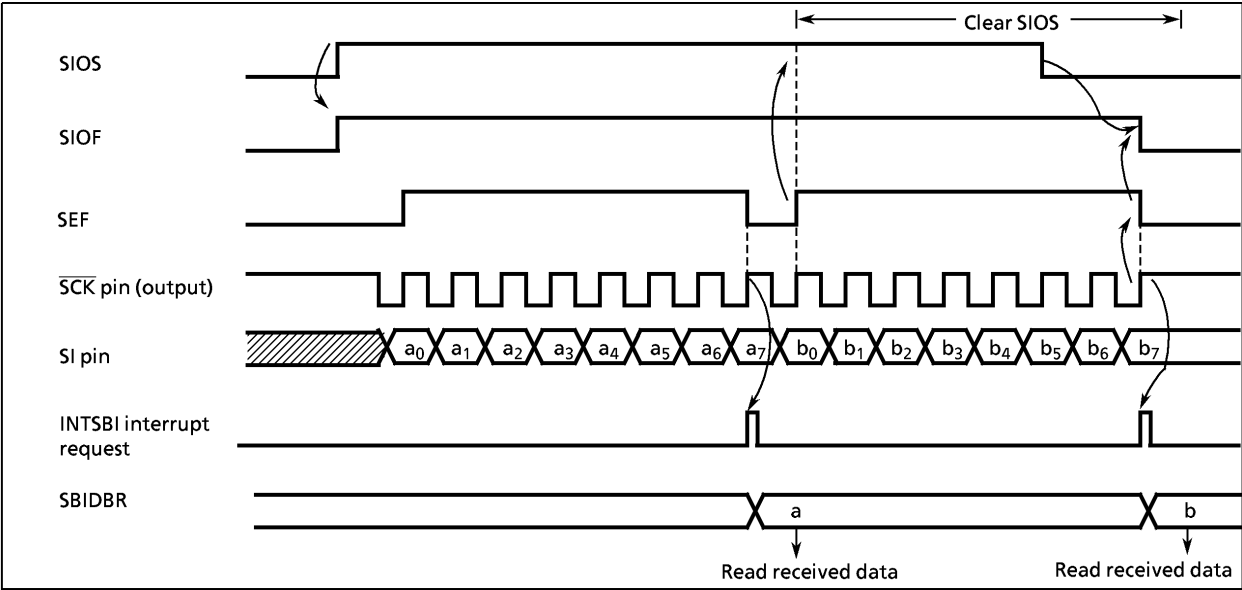 Clear SIOS
SIOS
SIOF
SEF
SCK pin (output)
SI pin
a0 a1 a2 a3 a4 a5 a6 a7 b0 b1 b2 b3 b4 b5 b6 b7
INTSBI interrupt
request
SBIDBR
a
b
Read received data
Read received data